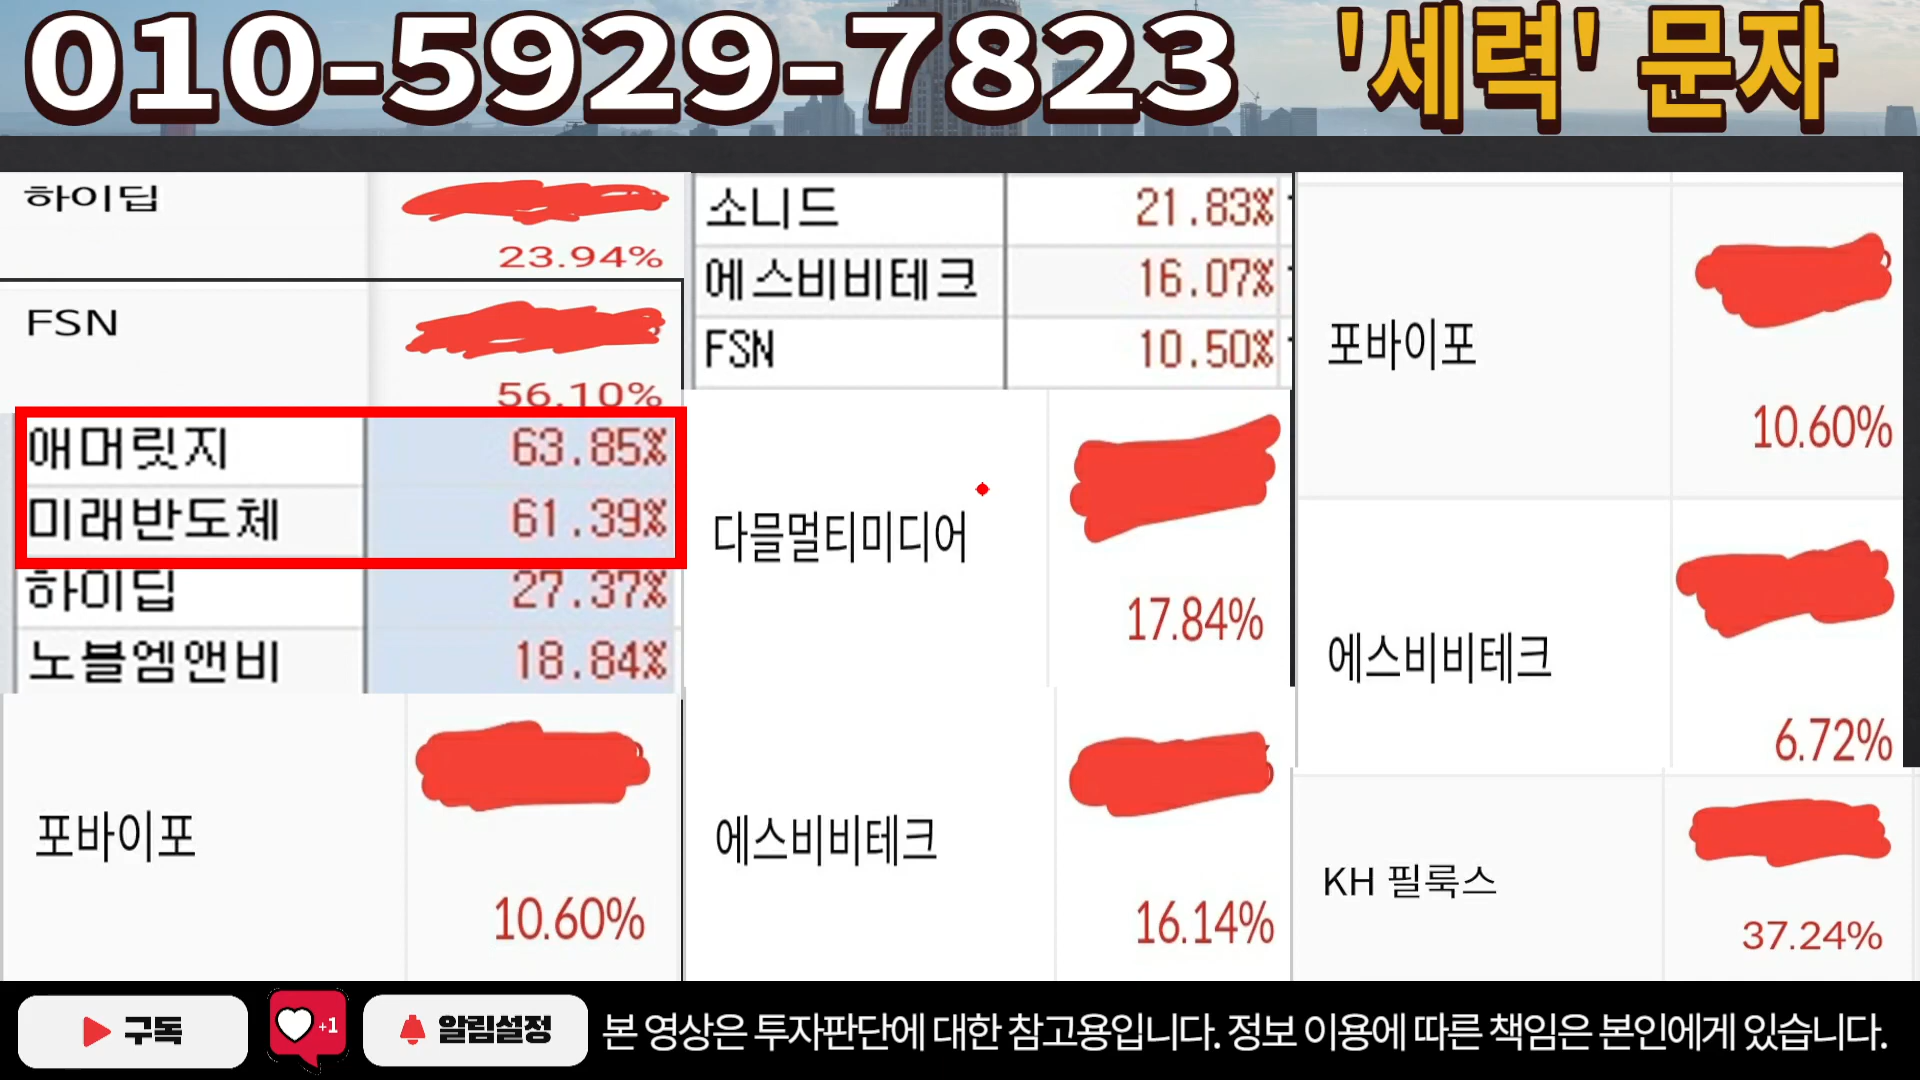 010-5929-7823 '세력' 문자
하이딥
23.94%
FSN
56.10%
애머릿지 63.85%
미래반도체 61.39%
하이딥 27.37%
노블엠앤비 18.84%
포바이포
10.60%
소니드 21.83%
에스비비테크 16.07%
FSN 10.50%
다믈멀티미디어
17.84%
에스비비테크
16.14%
포바이포
10.60%
에스비비테크
6.72%
KH 필룩스
37.24%
구독 +1 알림설정 본 영상은 투자판단에 대한 참고용입니다. 정보 이용에 따른 책임은 본인에게 있습니다.